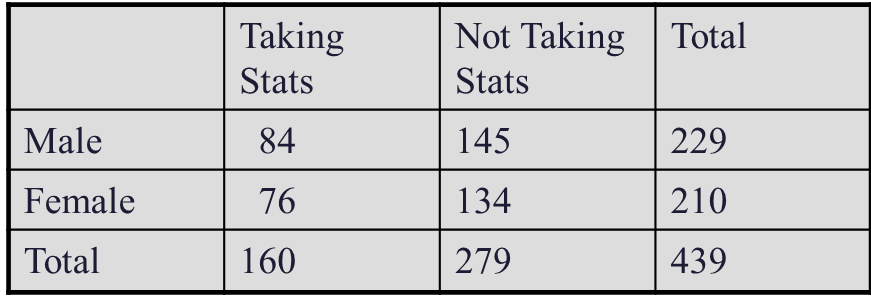 Taking Not Taking Total
Stats Stats
Male 84 145 229
Female 76 134 210
Total 160 279 439